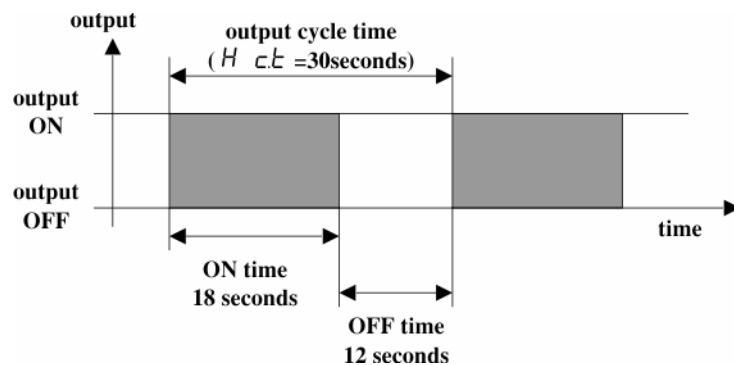 output
output cycle time
( H c.t =30seconds)
output
ON
output
OFF
time
ON time
18 seconds
OFF time
12 seconds